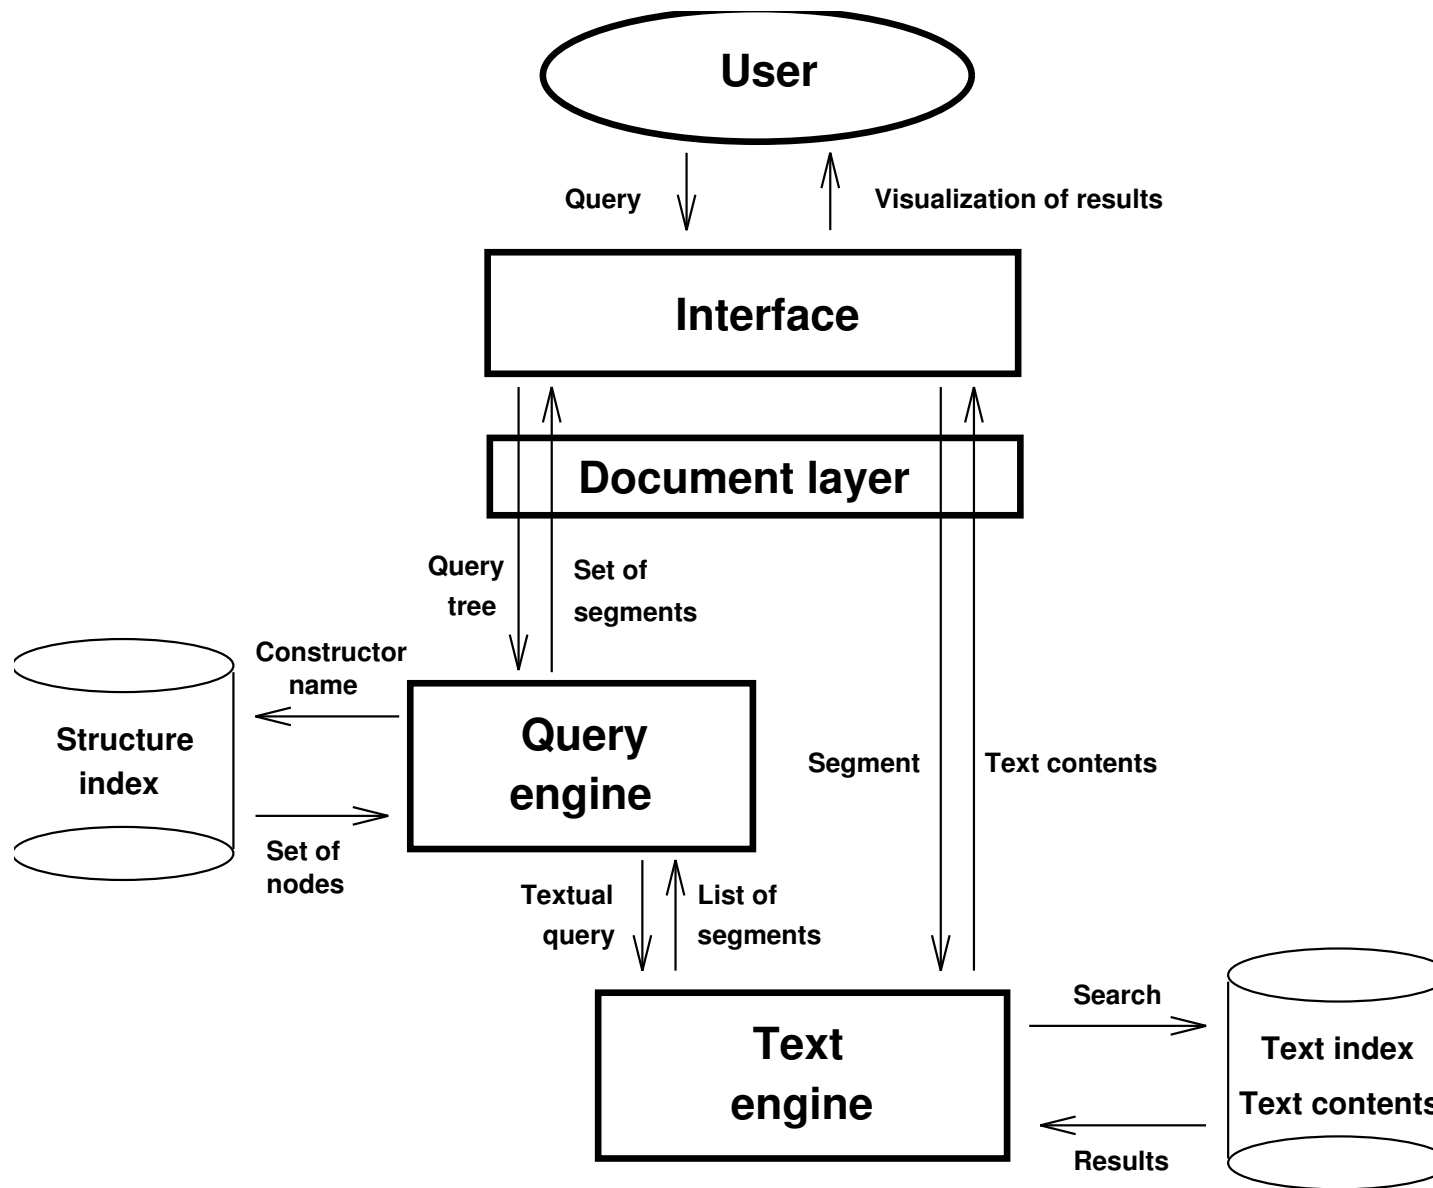 User
Query
Visualization of results
Interface
Document layer
Query
tree
Set of
segments
Constructor
name
Structure
index
Query
engine
Segment
Text contents
Set of
nodes
Textual
query
List of
segments
Search
Text
engine
Text index
Text contents
Results